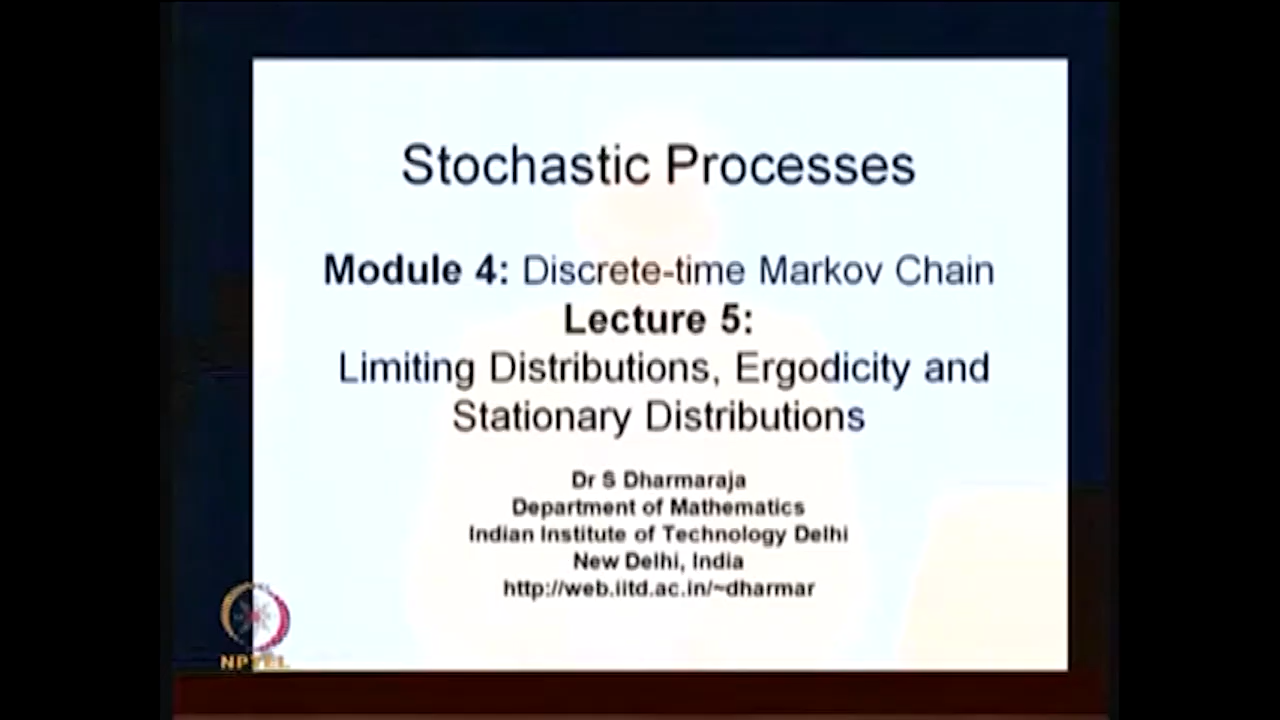 Stochastic Processes
Module 4: Discrete-time Markov Chain
Lecture 5:
Limiting Distributions, Ergodicity and
Stationary Distributions
Dr S Dharmaraja
Department of Mathematics
Indian Institute of Technology Delhi
New Delhi, India
http://web.iitd.ac.in/~dharmar
NPTEL